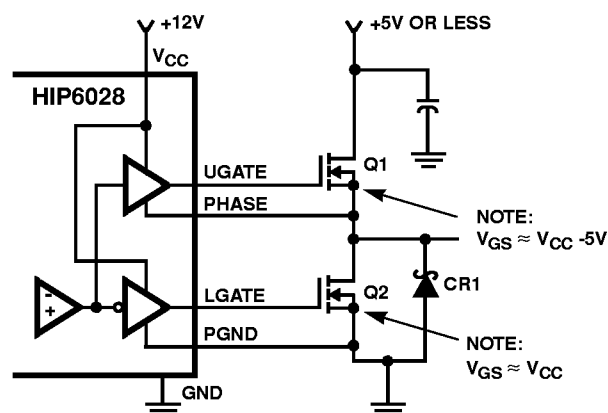 +12V
+5V OR LESS
VCC
HIP6028
UGATE
Q1
PHASE
NOTE:
VGS ≈ VCC -5V
LGATE
Q2
CR1
-
+
PGND
NOTE:
VGS ≈ VCC
GND